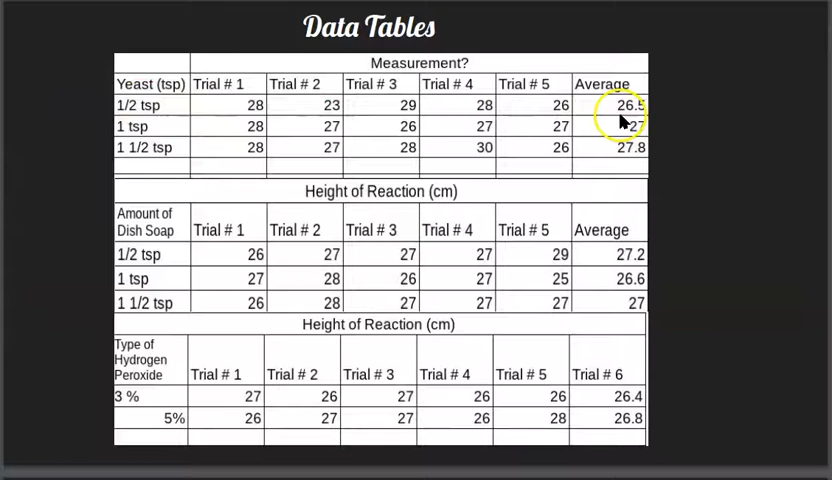 Data Tables
Measurement?
Yeast (tsp) Trial # 1 Trial # 2 Trial # 3 Trial # 4 Trial # 5 Average
1/2 tsp 28 23 29 28 26 26.5
1 tsp 28 27 26 27 27 27
1 1/2 tsp 28 27 28 30 26 27.8
Height of Reaction (cm)
Amount of
Dish Soap Trial # 1 Trial # 2 Trial # 3 Trial # 4 Trial # 5 Average
1/2 tsp 26 27 27 27 29 27.2
1 tsp 27 28 26 27 25 26.6
1 1/2 tsp 26 28 27 27 27 27
Height of Reaction (cm)
Type of
Hydrogen
Peroxide Trial # 1 Trial # 2 Trial # 3 Trial # 4 Trial # 5 Trial # 6
3 % 27 26 27 26 26 26.4
5% 26 27 27 26 28 26.8